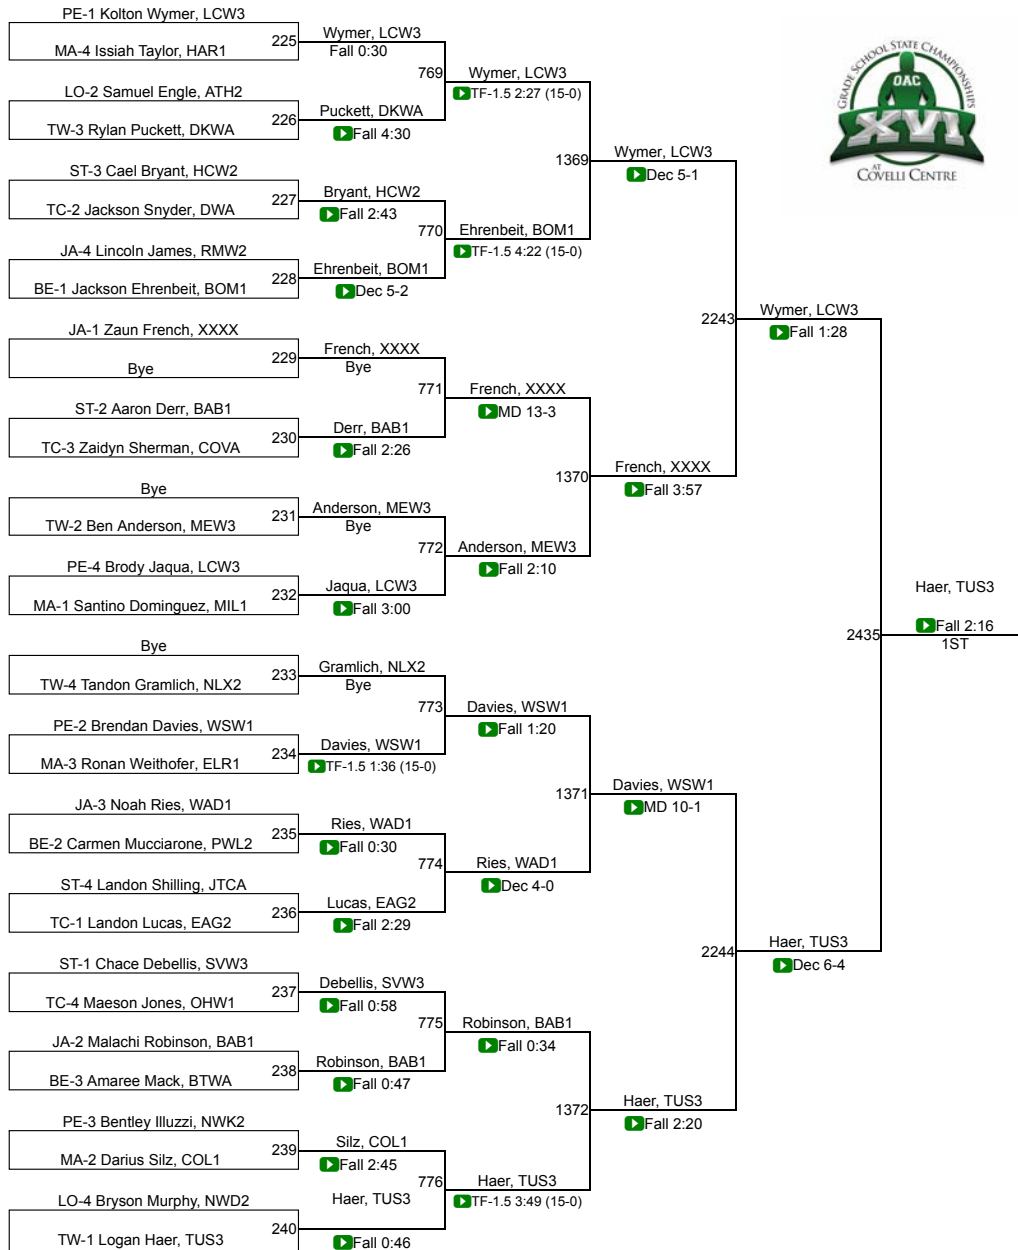 GRADE SCHOOL STATE CHAMPIONSHIPS
OAC
XVI
AT
COVELLI CENTRE
PE-1 Kolton Wymer, LCW3
225
MA-4 Issiah Taylor, HAR1
Wymer, LCW3
Fall 0:30
769
Wymer, LCW3
TF-1.5 2:27 (15-0)
LO-2 Samuel Engle, ATH2
226
TW-3 Rylan Puckett, DKWA
Puckett, DKWA
Fall 4:30
1369
Wymer, LCW3
Dec 5-1
ST-3 Cael Bryant, HCW2
227
TC-2 Jackson Snyder, DWA
Bryant, HCW2
Fall 2:43
770
Ehrenbeit, BOM1
TF-1.5 4:22 (15-0)
JA-4 Lincoln James, RMW2
228
BE-1 Jackson Ehrenbeit, BOM1
Ehrenbeit, BOM1
Dec 5-2
2243
Wymer, LCW3
Fall 1:28
JA-1 Zaun French, XXXX
229
Bye
French, XXXX
Bye
771
French, XXXX
MD 13-3
ST-2 Aaron Derr, BAB1
230
TC-3 Zaidyn Sherman, COVA
Derr, BAB1
Fall 2:26
1370
French, XXXX
Fall 3:57
Bye
231
TW-2 Ben Anderson, MEW3
Anderson, MEW3
Bye
772
Anderson, MEW3
Fall 2:10
PE-4 Brody Jaqua, LCW3
232
MA-1 Santino Dominguez, MIL1
Jaqua, LCW3
Fall 3:00
2435
Haer, TUS3
Fall 2:16
1ST
Bye
233
TW-4 Tandon Gramlich, NLX2
Gramlich, NLX2
Bye
773
Davies, WSW1
Fall 1:20
PE-2 Brendan Davies, WSW1
234
MA-3 Ronan Weithofer, ELR1
Davies, WSW1
TF-1.5 1:36 (15-0)
1371
Davies, WSW1
MD 10-1
JA-3 Noah Ries, WAD1
235
BE-2 Carmen Mucciarone, PWL2
Ries, WAD1
Fall 0:30
774
Ries, WAD1
Dec 4-0
ST-4 Landon Shilling, JTCA
236
TC-1 Landon Lucas, EAG2
Lucas, EAG2
Fall 2:29
2244
Haer, TUS3
Dec 6-4
ST-1 Chace Debellis, SVW3
237
TC-4 Maeson Jones, OHW1
Debellis, SVW3
Fall 0:58
775
Robinson, BAB1
Fall 0:34
JA-2 Malachi Robinson, BAB1
238
BE-3 Amaree Mack, BTWA
Robinson, BAB1
Fall 0:47
1372
Haer, TUS3
Fall 2:20
PE-3 Bentley Illuzzi, NWK2
239
MA-2 Darius Silz, COL1
Silz, COL1
Fall 2:45
776
Haer, TUS3
TF-1.5 3:49 (15-0)
LO-4 Bryson Murphy, NWD2
240
TW-1 Logan Haer, TUS3
Haer, TUS3
Fall 0:46